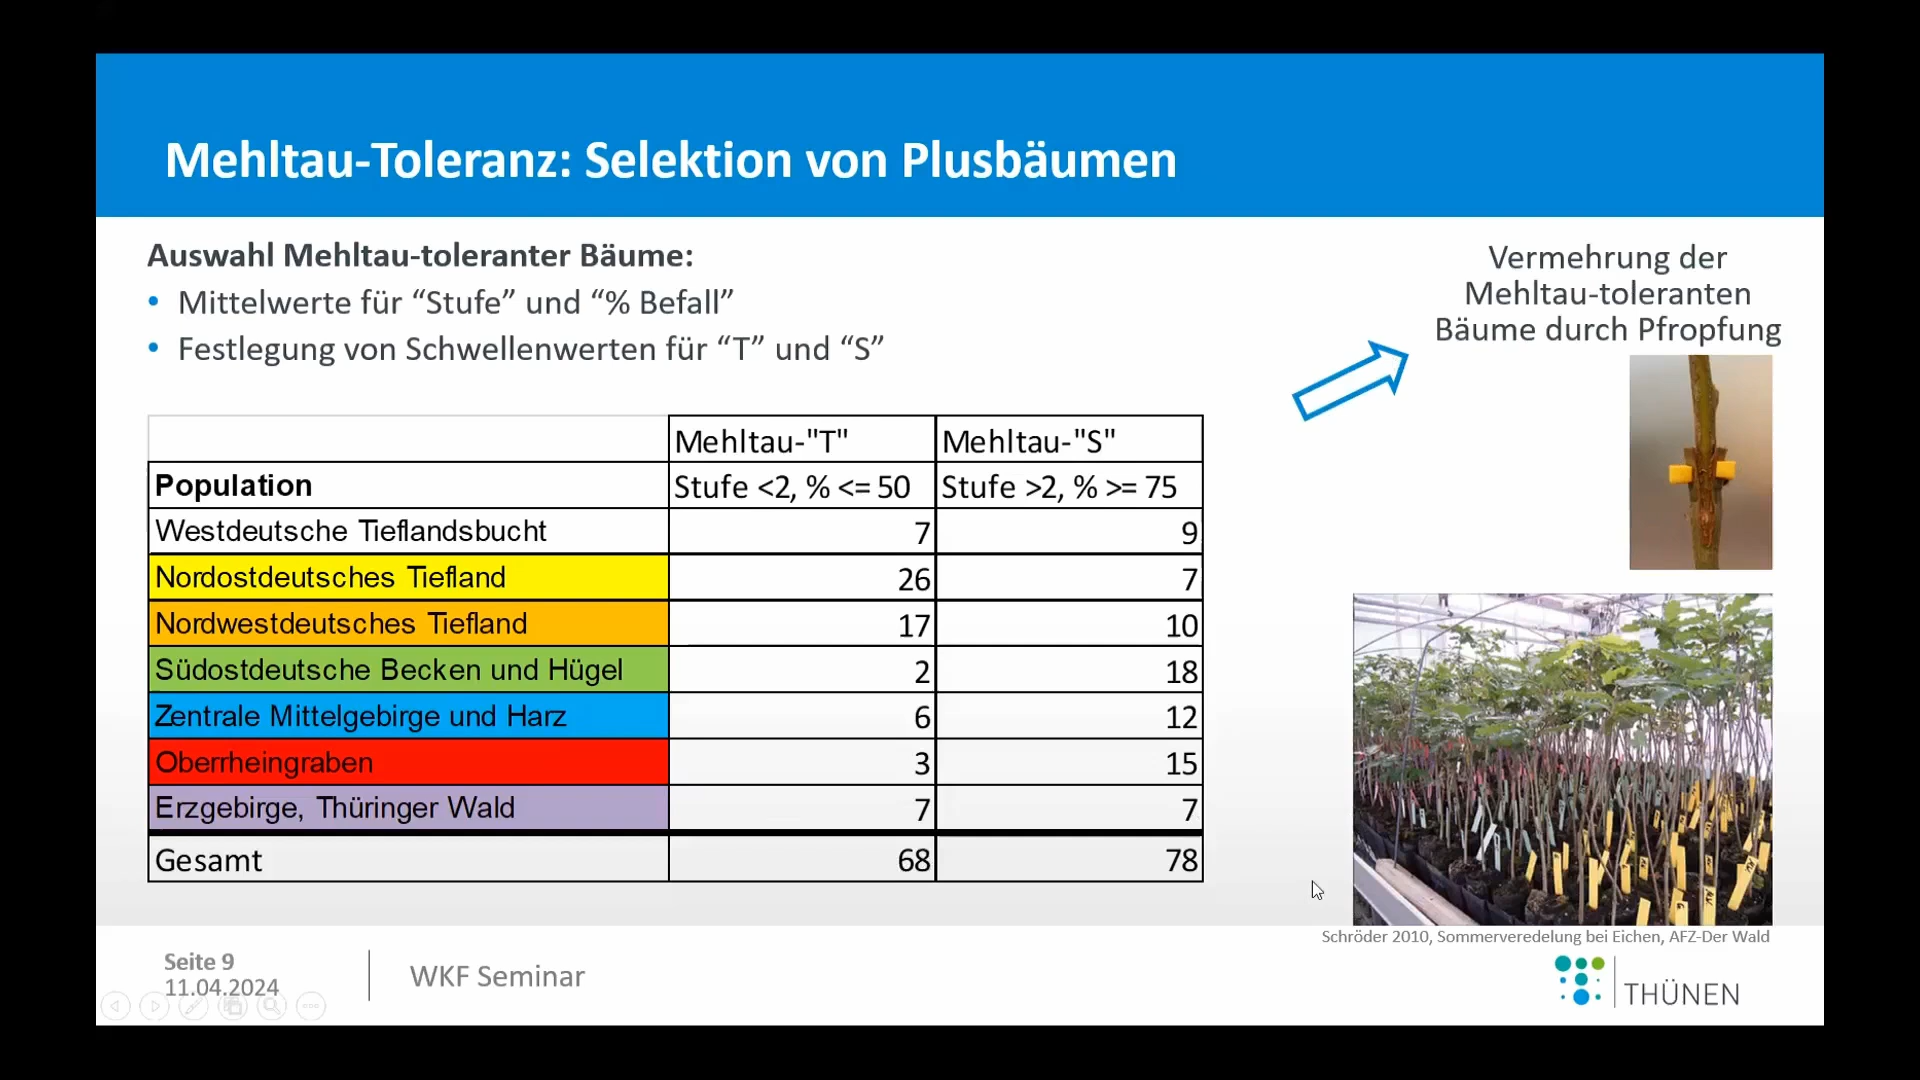 Mehltau-Toleranz: Selektion von Plusbäumen
Auswahl Mehltau-toleranter Bäume:
• Mittelwerte für “Stufe” und “% Befall”
• Festlegung von Schwellenwerten für “T” und “S”
Vermehrung der
Mehltau-toleranten
Bäume durch Pfropfung
Mehltau-"T" Mehltau-"S"
Population Stufe <2, % <= 50 Stufe >2, % >= 75
Westdeutsche Tieflandsbucht 7 9
Nordostdeutsches Tiefland 26 7
Nordwestdeutsches Tiefland 17 10
Südostdeutsche Becken und Hügel 2 18
Zentrale Mittelgebirge und Harz 6 12
Oberrheingraben 3 15
Erzgebirge, Thüringer Wald 7 7
Gesamt 68 78
Schröder 2010, Sommerveredelung bei Eichen, AFZ-Der Wald
Seite 9
11.04.2024
WKF Seminar
THÜNEN